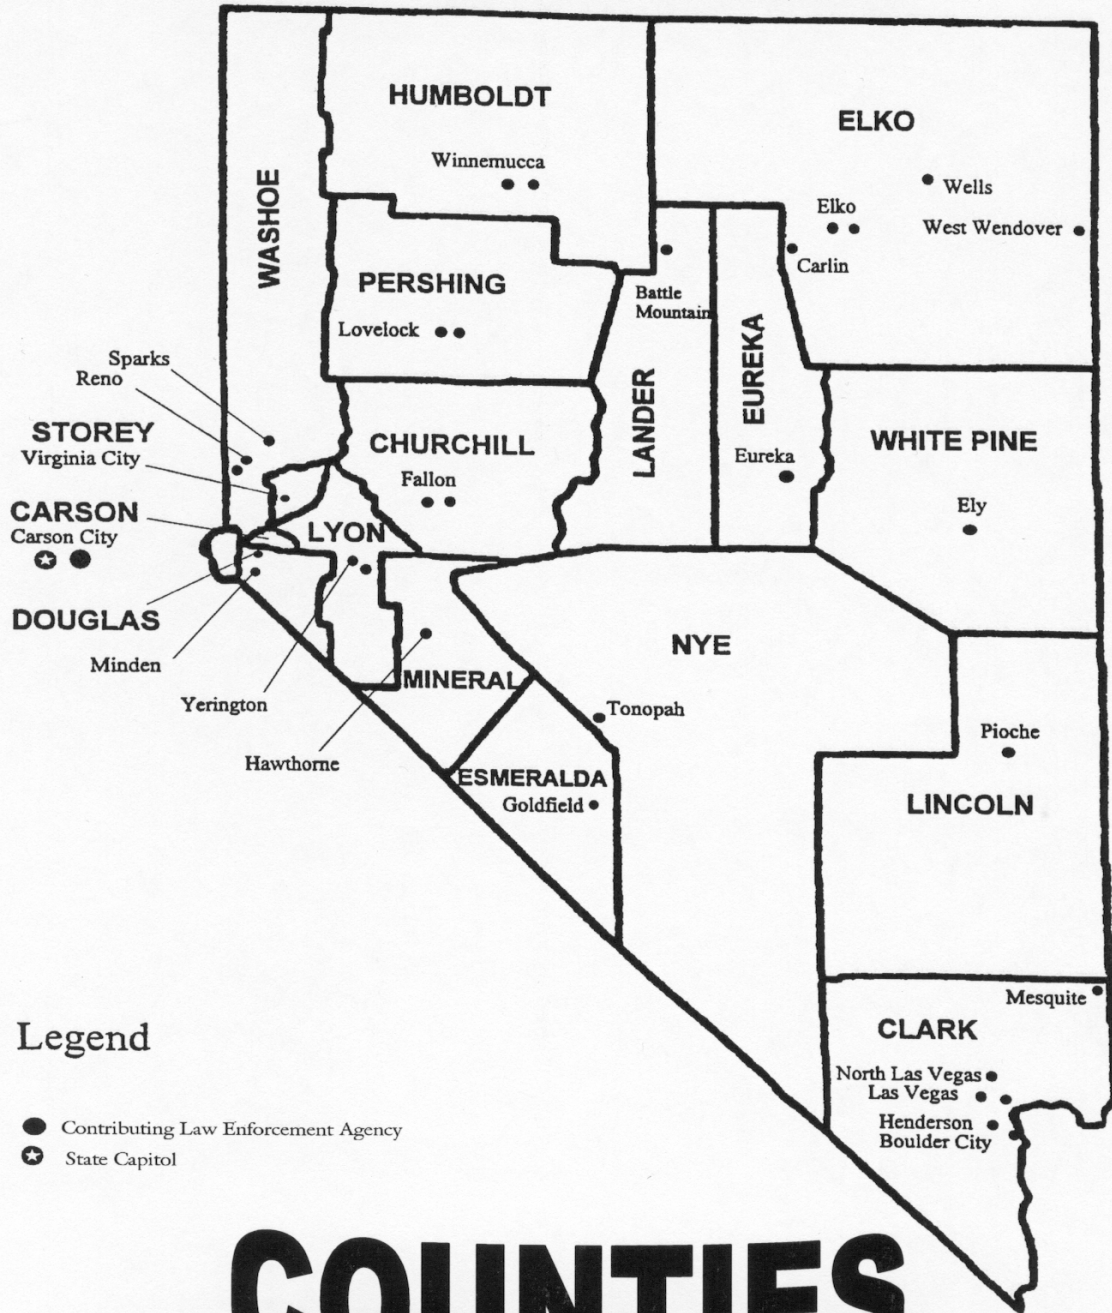 HUMBOLDT
Winnemucca
ELKO
Wells
Elko
West Wendover
Carlin
WASHOE
PERSHING
Lovelock
Battle
Mountain
LANDER
EUREKA
Eureka
Sparks
Reno
STOREY
Virginia City
CARSON
Carson City
CHURCHILL
Fallon
WHITE PINE
Ely
LYON
DOUGLAS
Minden
Yerington
Hawthorne
MINERAL
NYE
Tonopah
ESMERALDA
Goldfield
Pioche
LINCOLN
Mesquite
CLARK
North Las Vegas
Las Vegas
Henderson
Boulder City
Legend
Contributing Law Enforcement Agency
State Capitol
COUNTIES